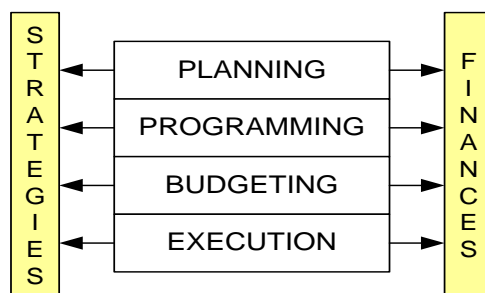 STRATEGIES
PLANNING
PROGRAMMING
BUDGETING
EXECUTION
FINANCES